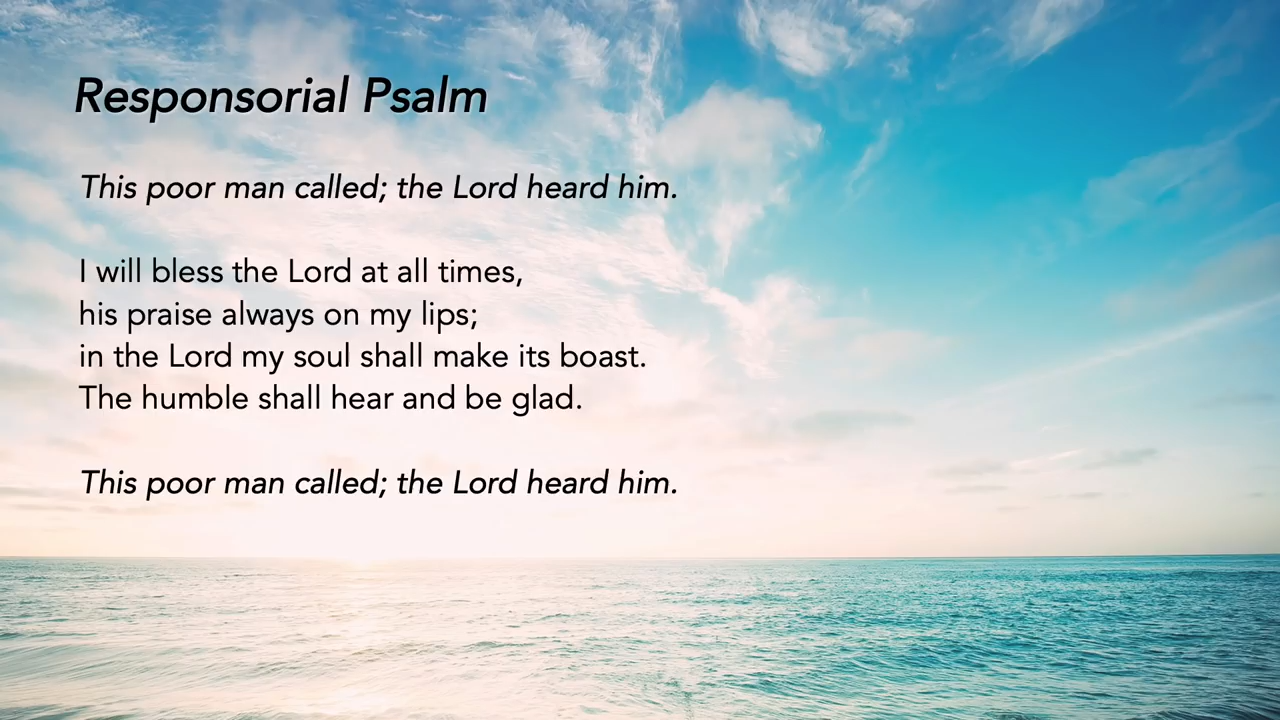 Responsorial Psalm
This poor man called; the Lord heard him.
I will bless the Lord at all times,
his praise always on my lips;
in the Lord my soul shall make its boast.
The humble shall hear and be glad.
This poor man called; the Lord heard him.